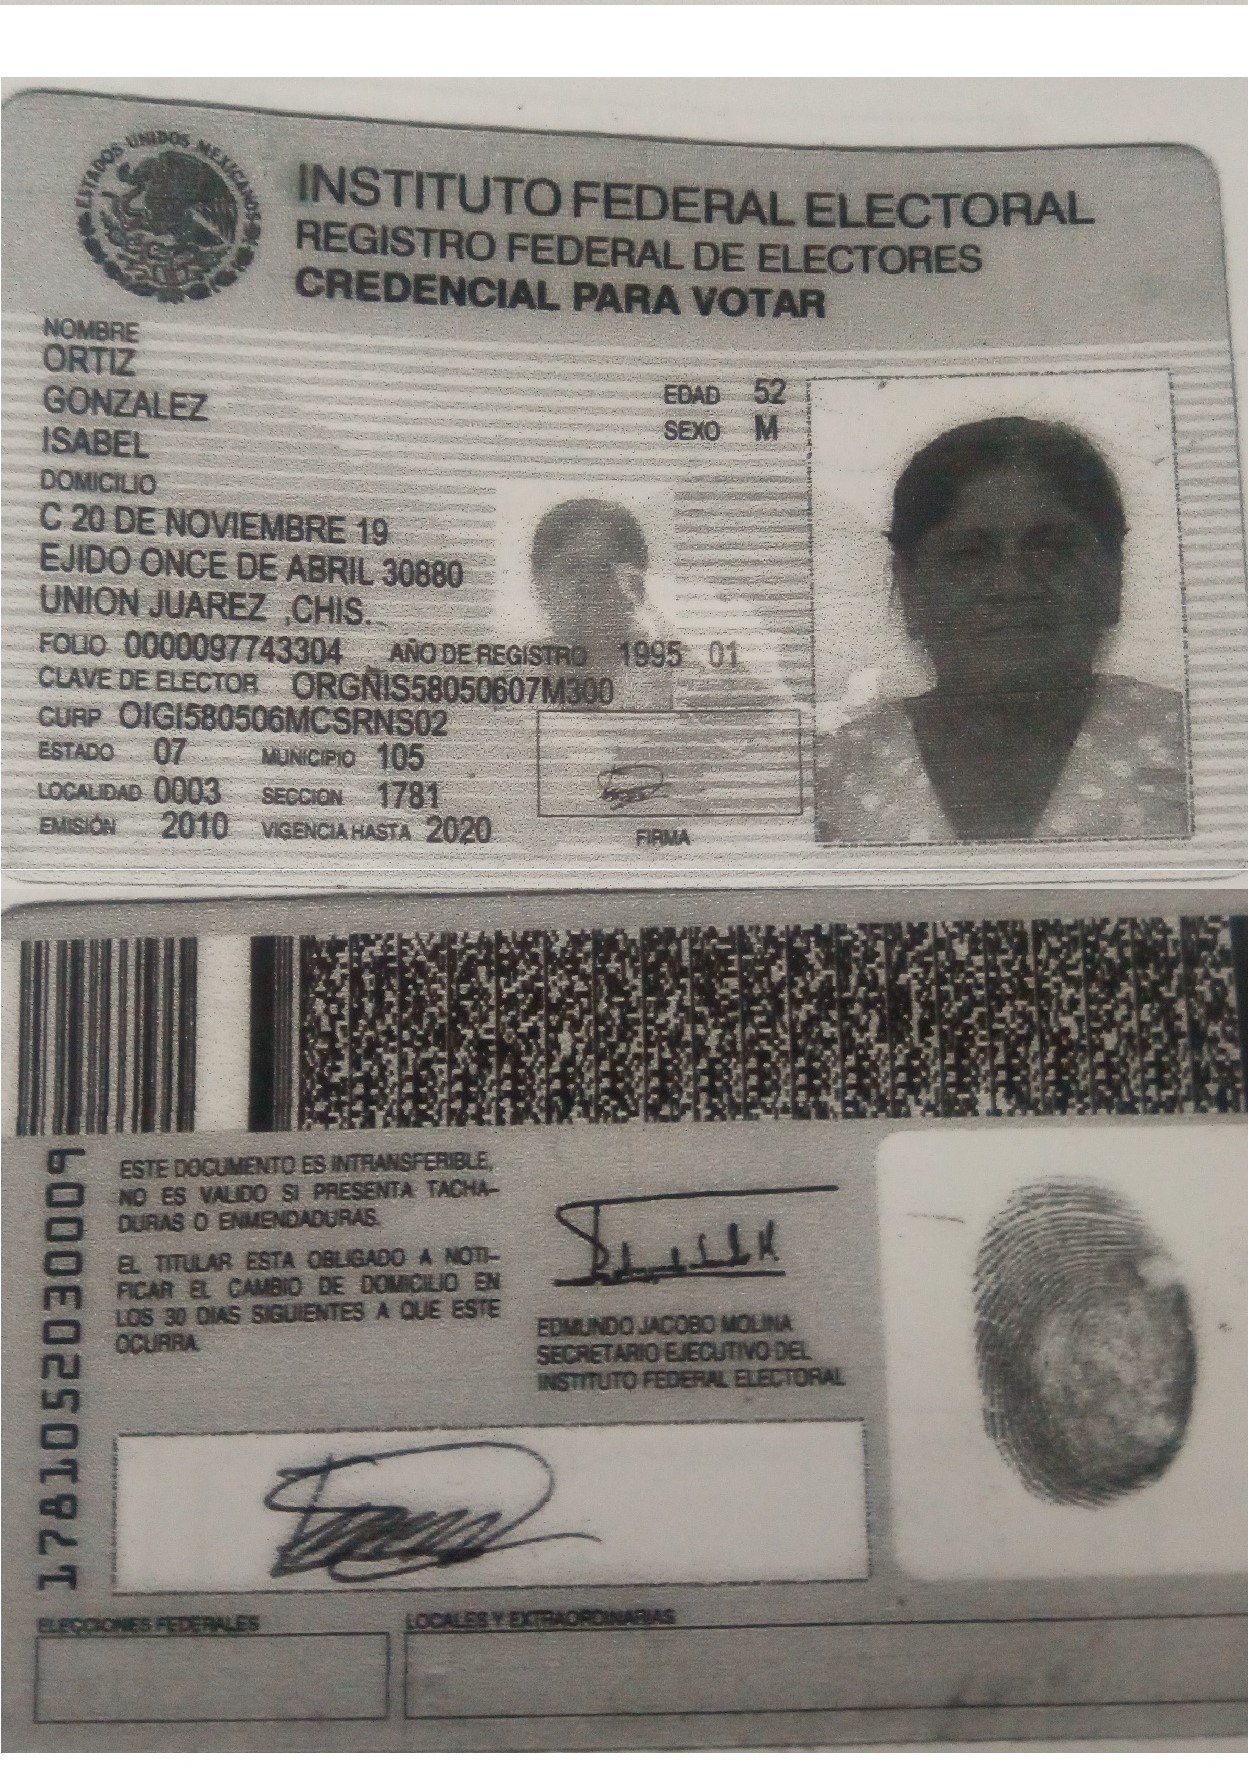 ESTADOS UNIDOS MEXICANOS
INSTITUTO FEDERAL ELECTORAL
REGISTRO FEDERAL DE ELECTORES
CREDENCIAL PARA VOTAR
NOMBRE
ORTIZ
GONZALEZ
ISABEL
EDAD 52
SEXO M
DOMICILIO
C 20 DE NOVIEMBRE 19
EJIDO ONCE DE ABRIL 30880
UNION JUAREZ ,CHIS.
FOLIO 0000097743304 AÑO DE REGISTRO 1995 01
CLAVE DE ELECTOR ORGÑIS58050607M300
CURP OIGI580506MCSRNS02
ESTADO 07 MUNICIPIO 105
LOCALIDAD 0003 SECCION 1781
EMISIÓN 2010 VIGENCIA HASTA 2020
FIRMA
1781052030009
ESTE DOCUMENTO ES INTRANSFERIBLE,
NO ES VALIDO SI PRESENTA TACHA-
DURAS O ENMENDADURAS.
EL TITULAR ESTA OBLIGADO A NOTI-
FICAR EL CAMBIO DE DOMICILIO EN
LOS 30 DIAS SIGUIENTES A QUE ESTE
OCURRA.
EDMUNDO JACOBO MOLINA
SECRETARIO EJECUTIVO DEL
INSTITUTO FEDERAL ELECTORAL
ELECCIONES FEDERALES
LOCALES Y EXTRAORDINARIAS